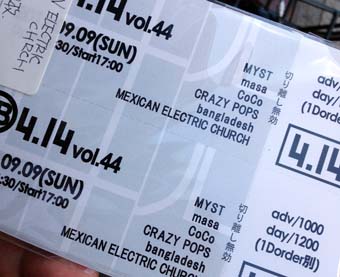 ELECTRIC
CHRCH
4.14 vol.44
09.09(SUN)
:30/Start17:00
MYST
masa
CoCo
CRAZY POPS
bangladesh
MEXICAN ELECTRIC CHURCH
切り離し無効
adv/
day/
(1Dorder
4.14
4.14 vol.44
09.09(SUN)
:30/Start17:00
MYST
masa
CoCo
CRAZY POPS
bangladesh
MEXICAN ELECTRIC CHURCH
切り離し無効
adv/1000
day/1200
(1Dorder別)
4.14